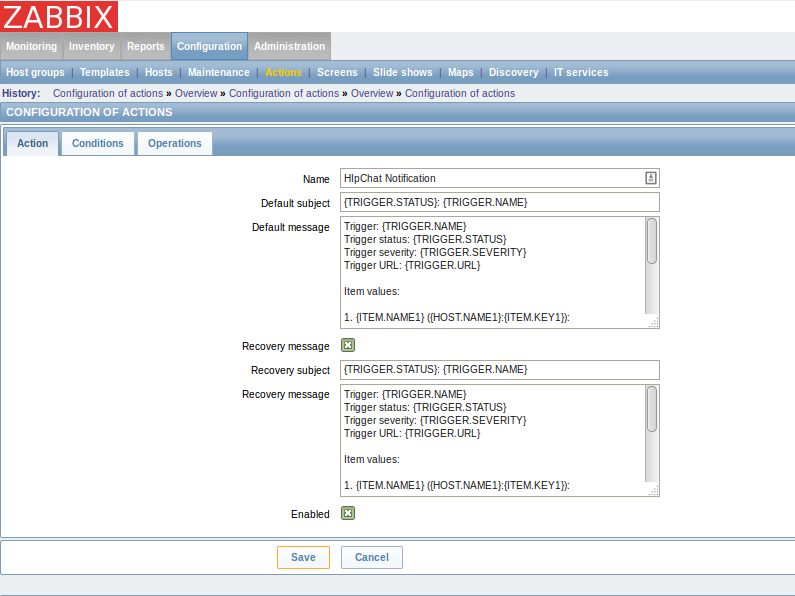 ZABBIX
Monitoring Inventory Reports Configuration Administration
Host groups | Templates | Hosts | Maintenance | Actions | Screens | Slide shows | Maps | Discovery | IT services
History: Configuration of actions » Overview » Configuration of actions » Overview » Configuration of actions
CONFIGURATION OF ACTIONS
Action Conditions Operations
Name HIpChat Notification
Default subject {TRIGGER.STATUS}: {TRIGGER.NAME}
Default message Trigger: {TRIGGER.NAME}
Trigger status: {TRIGGER.STATUS}
Trigger severity: {TRIGGER.SEVERITY}
Trigger URL: {TRIGGER.URL}
Item values:
1. {ITEM.NAME1} ({HOST.NAME1}:{ITEM.KEY1}):
Recovery message
Recovery subject {TRIGGER.STATUS}: {TRIGGER.NAME}
Recovery message Trigger: {TRIGGER.NAME}
Trigger status: {TRIGGER.STATUS}
Trigger severity: {TRIGGER.SEVERITY}
Trigger URL: {TRIGGER.URL}
Item values:
1. {ITEM.NAME1} ({HOST.NAME1}:{ITEM.KEY1}):
Enabled
Save Cancel